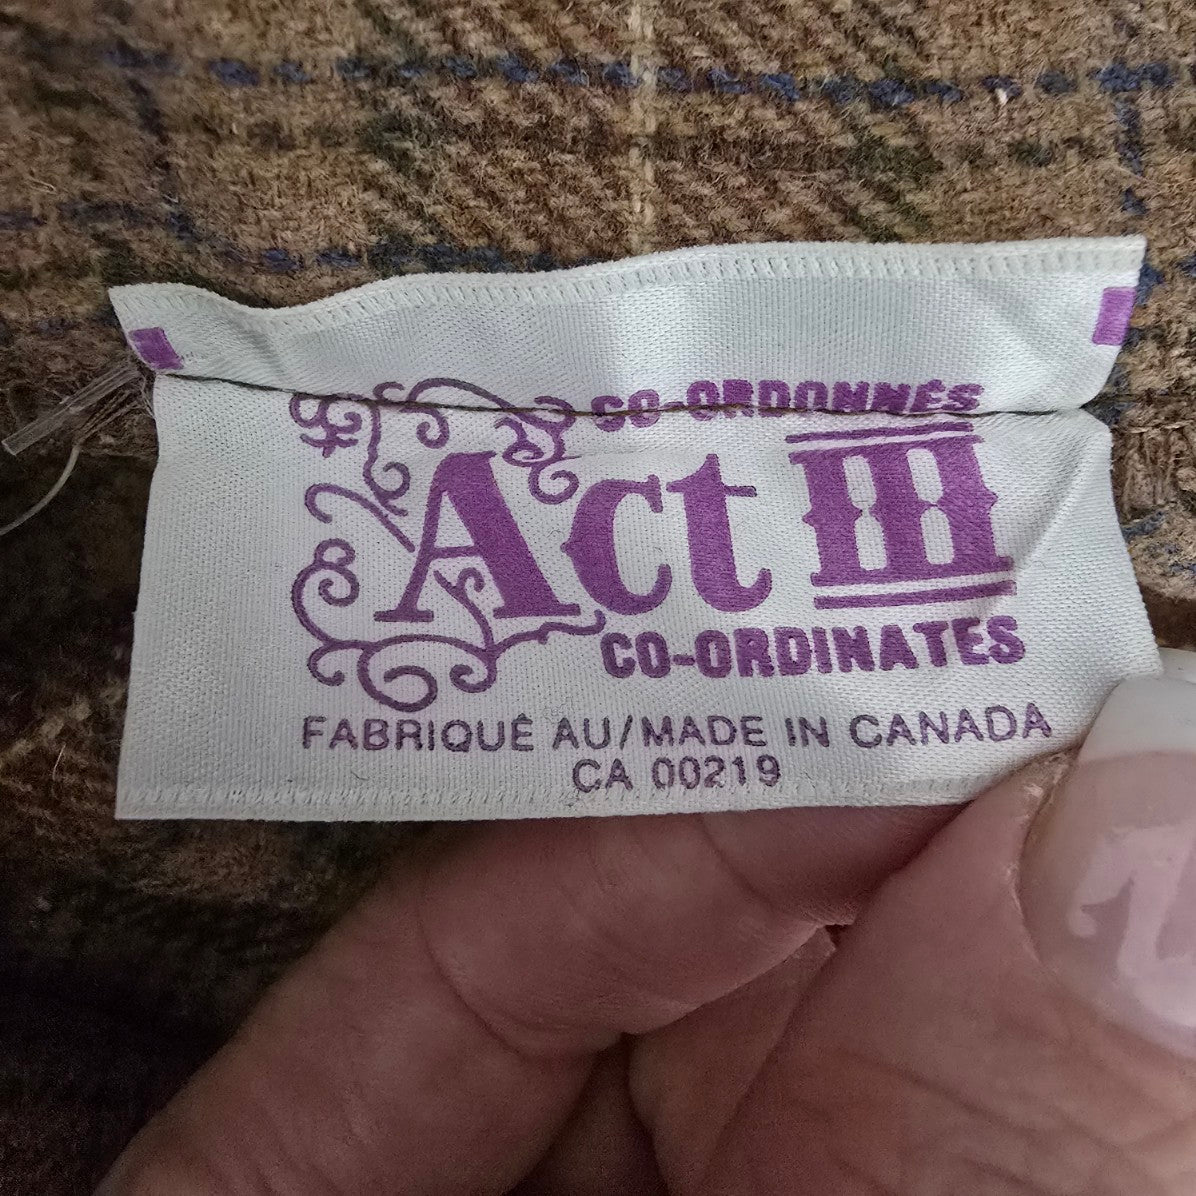 CO-ORDONNÉS
Act III
CO-ORDINATES
FABRIQUÉ AU/MADE IN CANADA
CA 00219